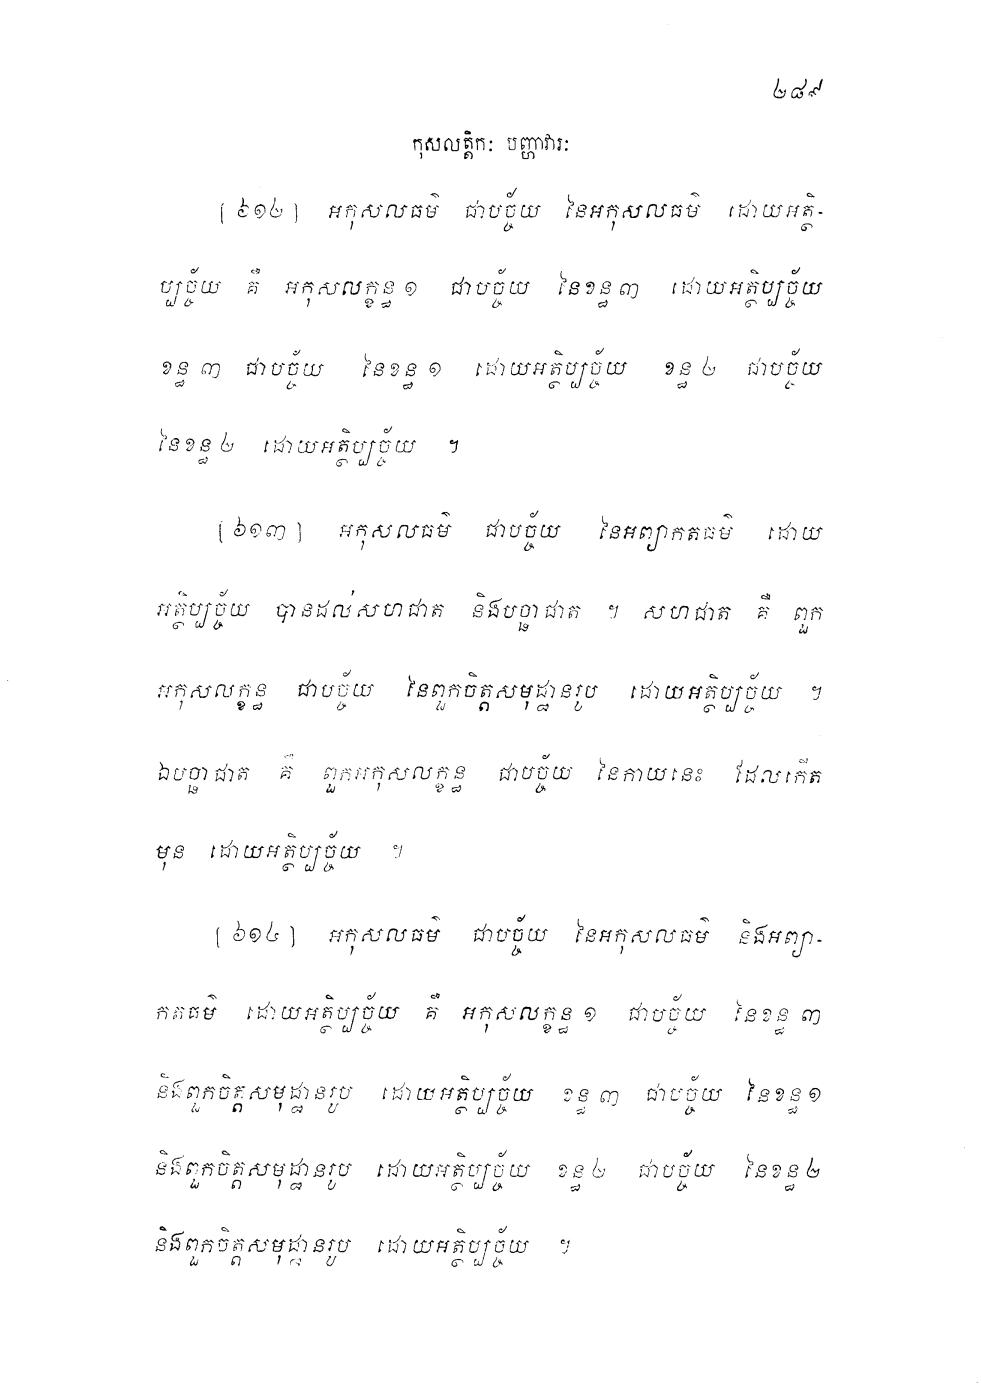 ២៨៩
កុសលត្តិកៈ បញ្ហាវារៈ
[៦១២] អកុសលធម៌ ជាបច្ច័យ នៃអកុសលធម៌ ដោយអត្ថិ-
ប្បច្ច័យ គឺ អកុសលក្ខន្ធ ១ ជាបច្ច័យ នៃខន្ធ ៣ ដោយអត្ថិប្បច្ច័យ
ខន្ធ ៣ ជាបច្ច័យ នៃខន្ធ ១ ដោយអត្ថិប្បច្ច័យ ខន្ធ ២ ជាបច្ច័យ
នៃខន្ធ ២ ដោយអត្ថិប្បច្ច័យ ។
[៦១៣] អកុសលធម៌ ជាបច្ច័យ នៃអព្យាកតធម៌ ដោយ
អត្ថិប្បច្ច័យ បានដល់សហជាត និងបច្ឆាជាត ។ សហជាត គឺ ពួក
អកុសលក្ខន្ធ ជាបច្ច័យ នៃពួកចិត្តសមុដ្ឋានរូប ដោយអត្ថិប្បច្ច័យ ។
ឯបច្ឆាជាត គឺ ពួកអកុសលក្ខន្ធ ជាបច្ច័យ នៃកាយនេះ ដែលកើត
មុន ដោយអត្ថិប្បច្ច័យ ។
[៦១៤] អកុសលធម៌ ជាបច្ច័យ នៃអកុសលធម៌ និងអព្យា-
កតធម៌ ដោយអត្ថិប្បច្ច័យ គឺ អកុសលក្ខន្ធ ១ ជាបច្ច័យ នៃខន្ធ ៣
និងពួកចិត្តសមុដ្ឋានរូប ដោយអត្ថិប្បច្ច័យ ខន្ធ ៣ ជាបច្ច័យ នៃខន្ធ ១
និងពួកចិត្តសមុដ្ឋានរូប ដោយអត្ថិប្បច្ច័យ ខន្ធ ២ ជាបច្ច័យ នៃខន្ធ ២
និងពួកចិត្តសមុដ្ឋានរូប ដោយអត្ថិប្បច្ច័យ ។